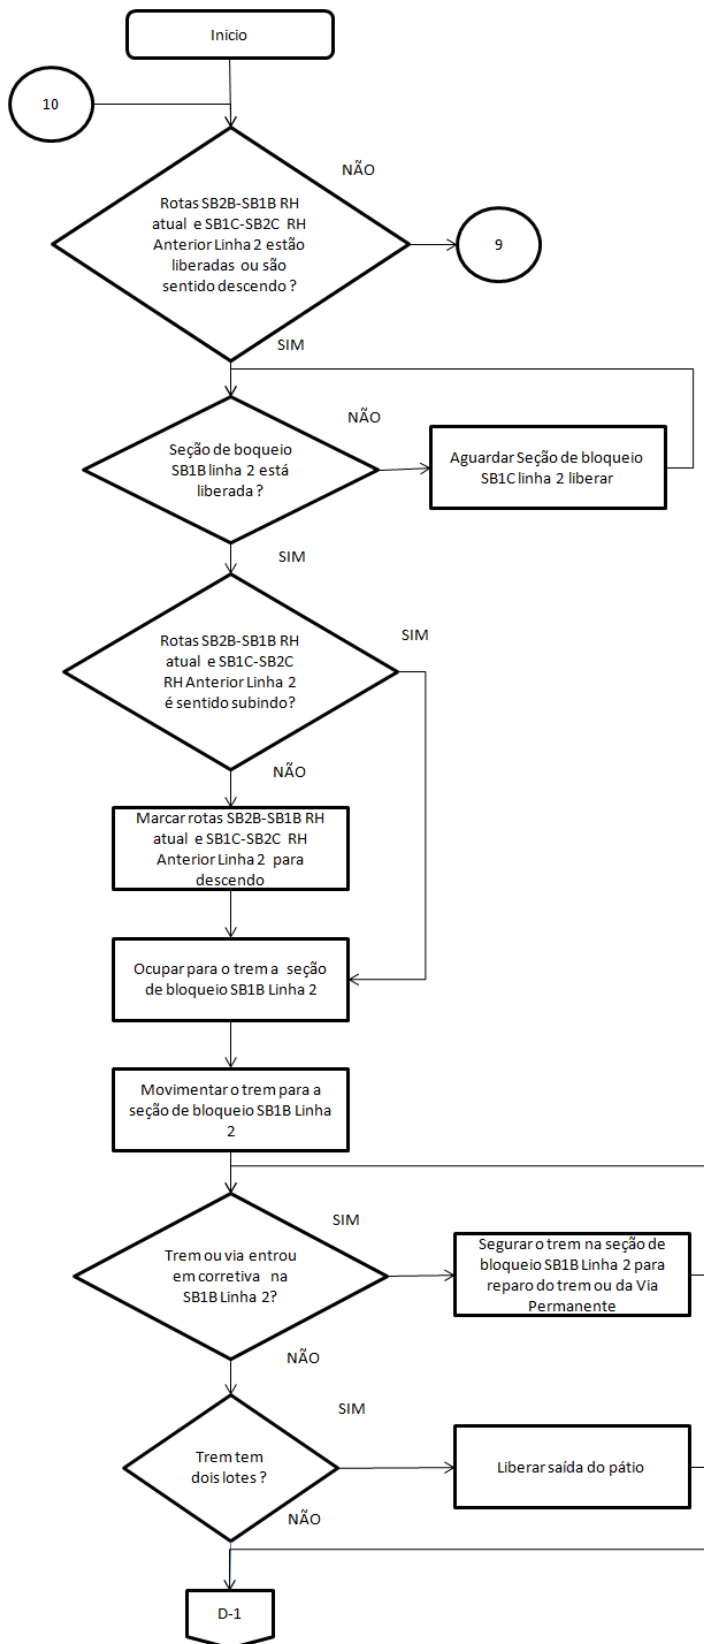 Inicio
10
NÃO
Rotas SB2B-SB1B RH
atual e SB1C-SB2C RH
Anterior Linha 2 estão
liberadas ou são
sentido descendo ?
9
SIM
NÃO
Seção de boqueio
SB1B linha 2 está
liberada ?
Aguardar Seção de bloqueio
SB1C linha 2 liberar
SIM
Rotas SB2B-SB1B RH
atual e SB1C-SB2C
RH Anterior Linha 2
é sentido subindo?
SIM
NÃO
Marcar rotas SB2B-SB1B RH
atual e SB1C-SB2C RH
Anterior Linha 2 para
descendo
Ocupar para o trem a seção
de bloqueio SB1B Linha 2
Movimentar o trem para a
seção de bloqueio SB1B Linha
2
SIM
Trem ou via entrou
em corretiva na
SB1B Linha 2?
Segurar o trem na seção de
bloqueio SB1B Linha 2 para
reparo do trem ou da Via
Permanente
NÃO
SIM
Trem tem
dois lotes ?
Liberar saída do pátio
NÃO
D-1